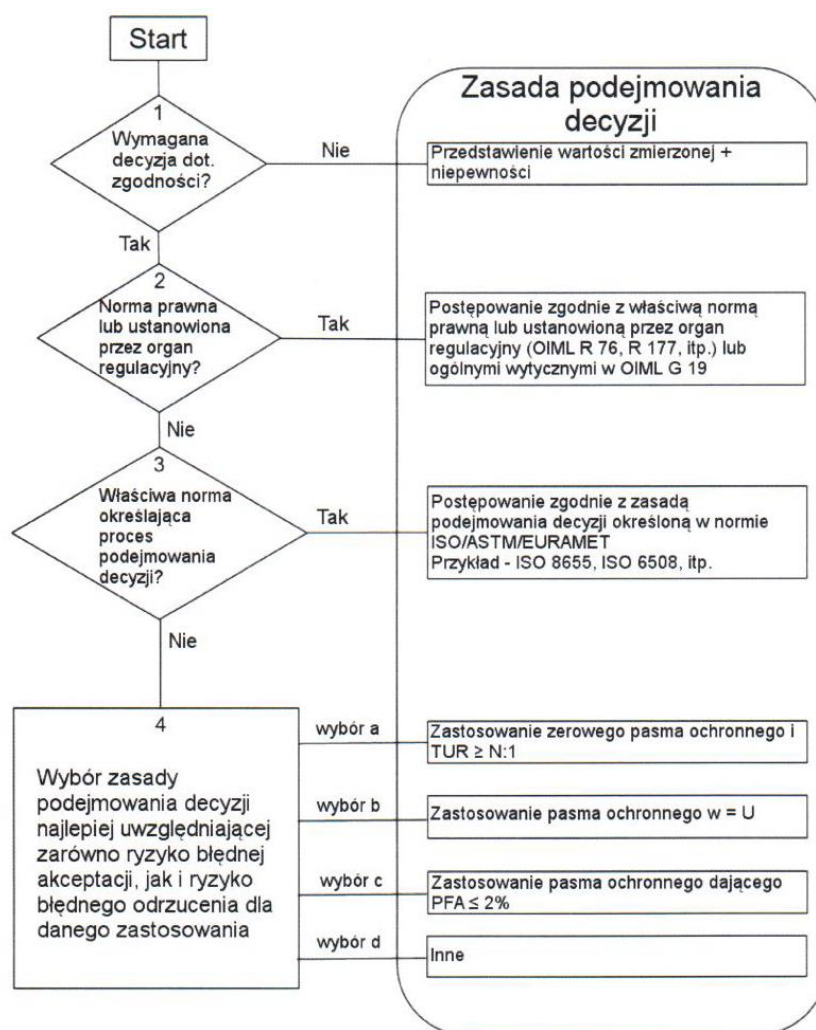 Start
Zasada podejmowania
decyzji
1
Wymagana
decyzja dot.
zgodności?
Nie
Przedstawienie wartości zmierzonej +
niepewności
Tak
2
Norma prawna
lub ustanowiona
przez organ
regulacyjny?
Tak
Postępowanie zgodnie z właściwą normą
prawną lub ustanowioną przez organ
regulacyjny (OIML R 76, R 177, itp.) lub
ogólnymi wytycznymi w OIML G 19
Nie
3
Właściwa norma
określająca
proces
podejmowania
decyzji?
Tak
Postępowanie zgodnie z zasadą
podejmowania decyzji określoną w normie
ISO/ASTM/EURAMET
Przykład - ISO 8655, ISO 6508, itp.
Nie
4
Wybór zasady
podejmowania decyzji
najlepiej uwzględniającej
zarówno ryzyko błędnej
akceptacji, jak i ryzyko
błędnego odrzucenia dla
danego zastosowania
wybór a
Zastosowanie zerowego pasma ochronnego i
TUR ≥ N:1
wybór b
Zastosowanie pasma ochronnego w = U
wybór c
Zastosowanie pasma ochronnego dającego
PFA ≤ 2%
wybór d
Inne